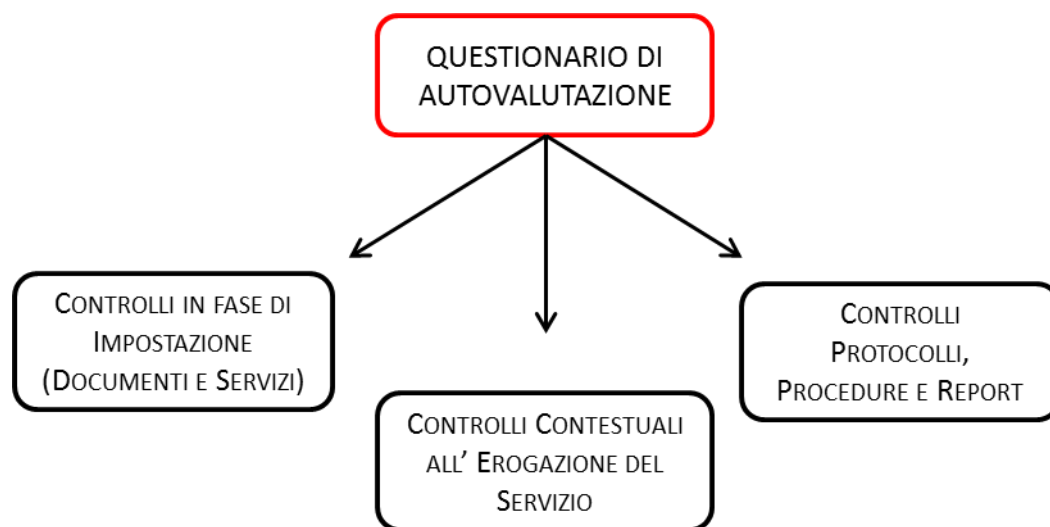 QUESTIONARIO DI
AUTOVALUTAZIONE
CONTROLLI IN FASE DI
IMPOSTAZIONE
(DOCUMENTI E SERVIZI)
CONTROLLI CONTESTUALI
ALL' EROGAZIONE DEL
SERVIZIO
CONTROLLI
PROTOCOLLI,
PROCEDURE E REPORT